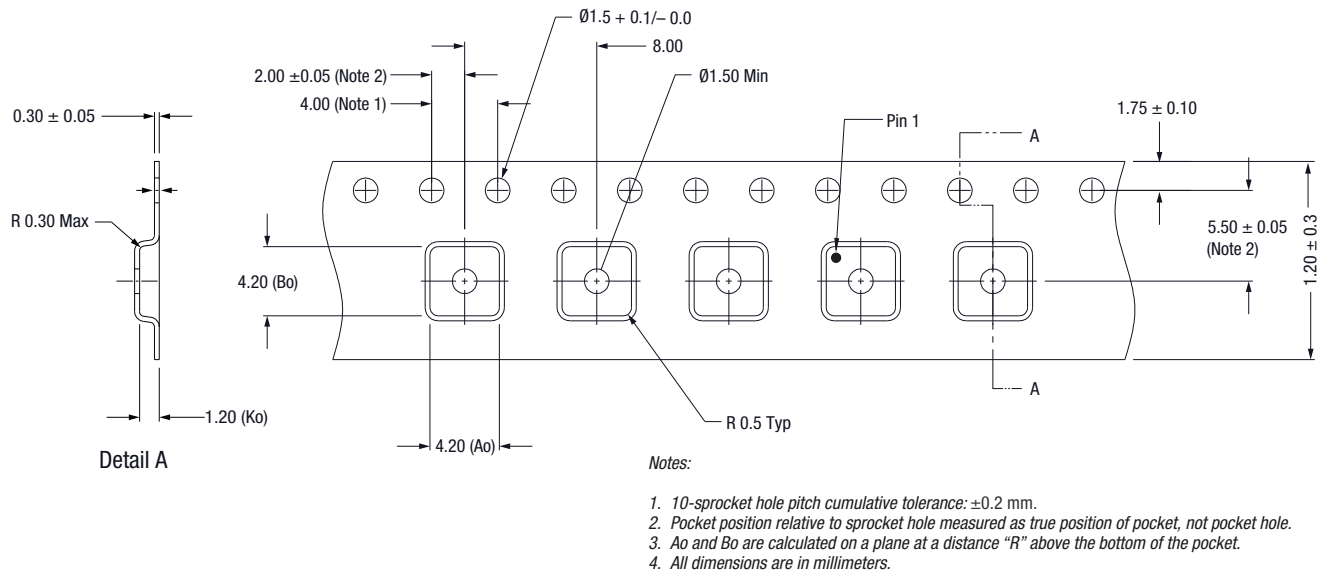 Ø1.5 + 0.1/– 0.0
8.00
2.00 ±0.05 (Note 2)
Ø1.50 Min
4.00 (Note 1)
0.30 ± 0.05
1.75 ± 0.10
Pin 1
A
R 0.30 Max
5.50 ± 0.05
(Note 2)
1.20 ± 0.3
4.20 (Bo)
A
1.20 (Ko)
R 0.5 Typ
4.20 (Ao)
Detail A
Notes:
1. 10-sprocket hole pitch cumulative tolerance: ±0.2 mm.
2. Pocket position relative to sprocket hole measured as true position of pocket, not pocket hole.
3. Ao and Bo are calculated on a plane at a distance “R” above the bottom of the pocket.
4. All dimensions are in millimeters.